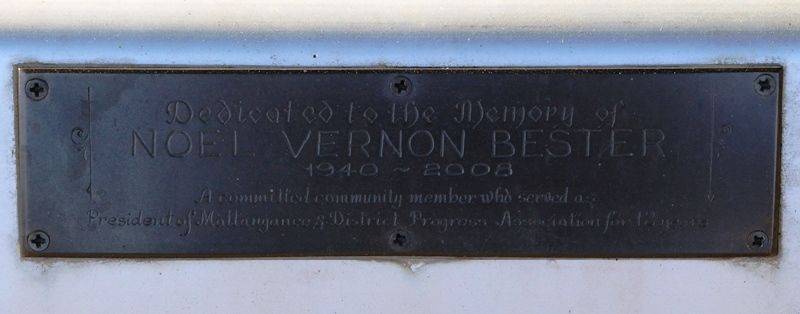 Dedicated to the Memory of
NOEL VERNON BESTER
1940 ~ 2008
A committed community member who served as
President of Mallanganee & District Progress Association for 12 years